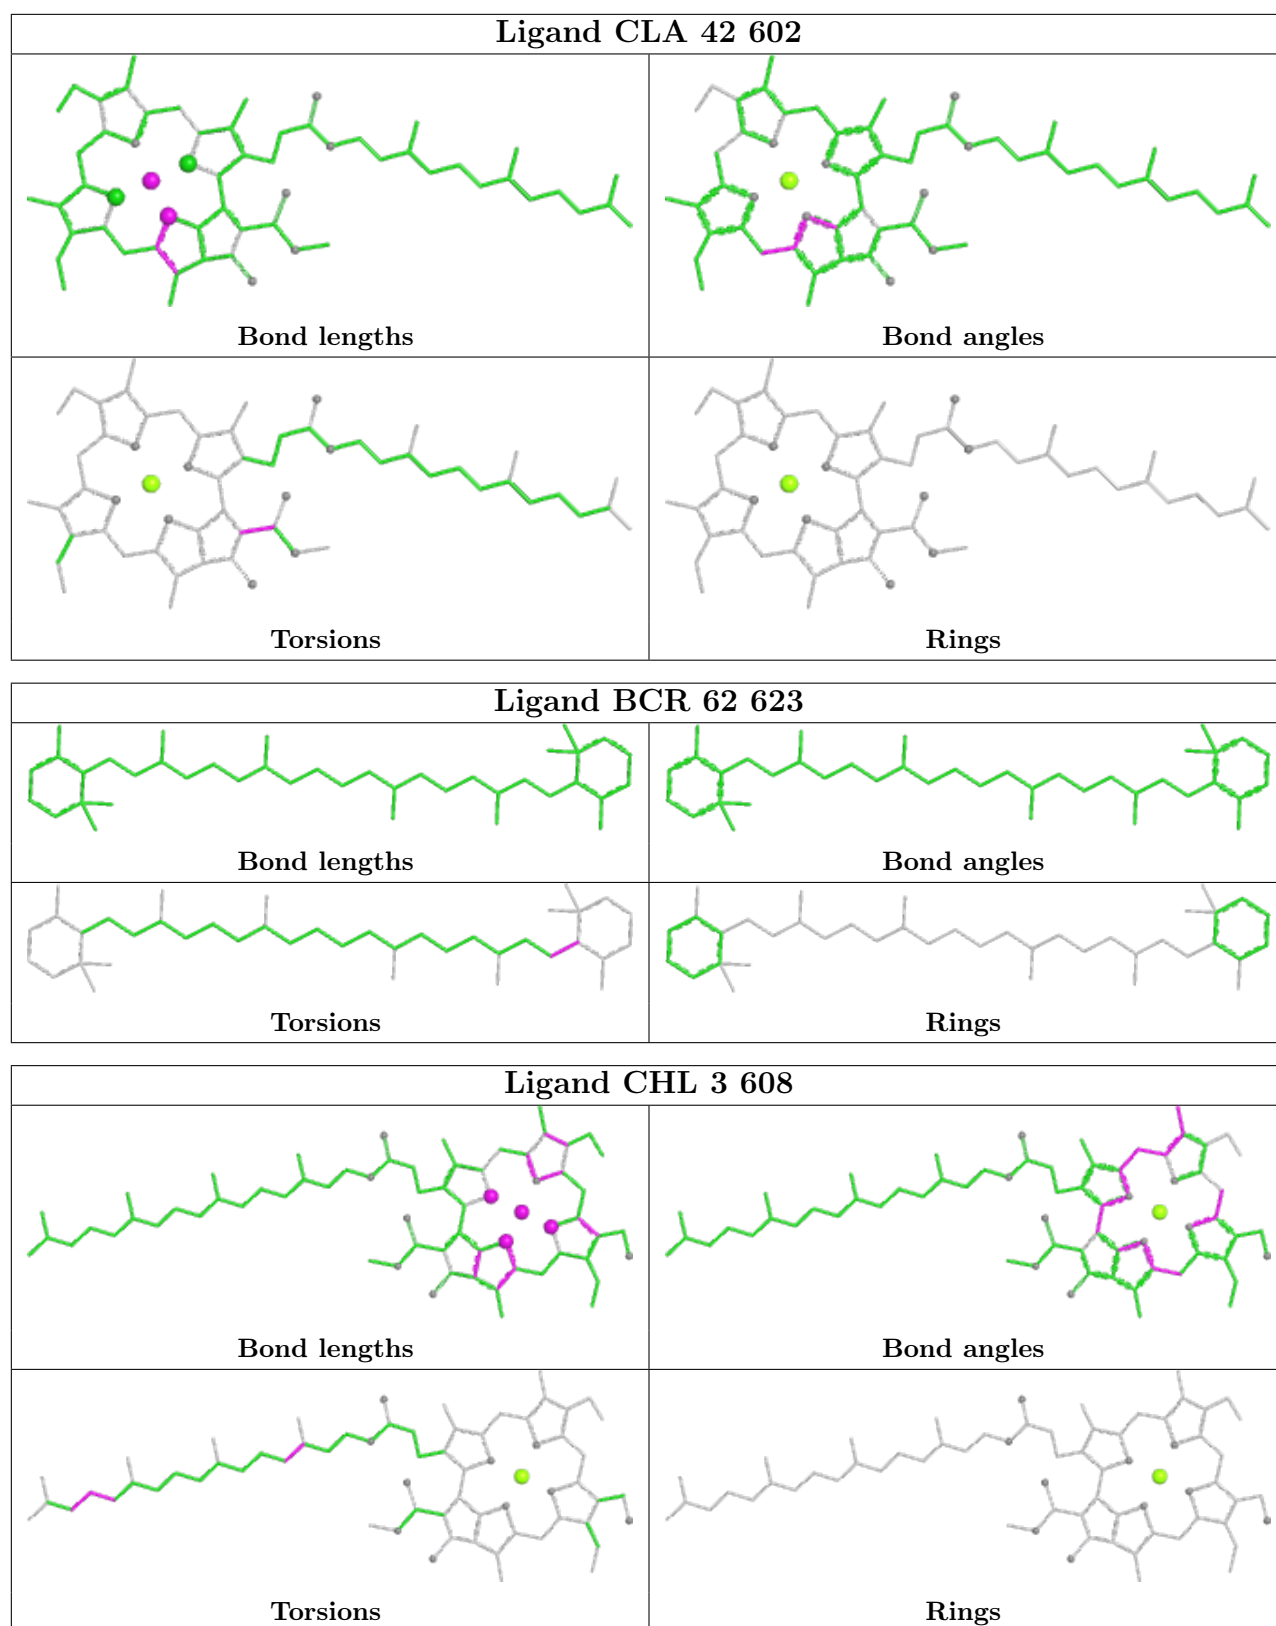 Ligand CLA 42 602
Bond lengths
Bond angles
Torsions
Rings
Ligand BCR 62 623
Bond lengths
Bond angles
Torsions
Rings
Ligand CHL 3 608
Bond lengths
Bond angles
Torsions
Rings